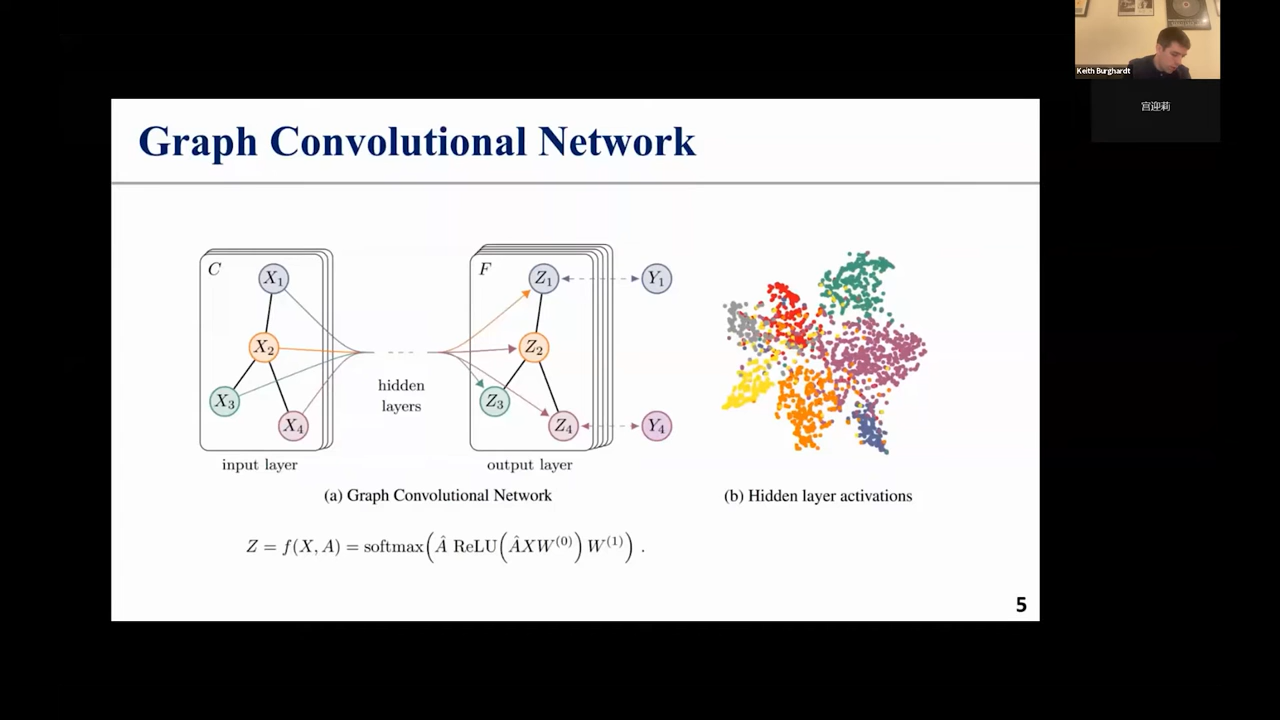 Keith Burghardt
宫迎莉
Graph Convolutional Network
C
X₁
X₂
X₃
X₄
input layer
hidden
layers
F
Z₁
Z₂
Z₃
Z₄
output layer
Y₁
Y₄
(a) Graph Convolutional Network
(b) Hidden layer activations
Z = f(X, A) = softmax(Â ReLU(ÂXW⁽⁰⁾) W⁽¹⁾) .
5